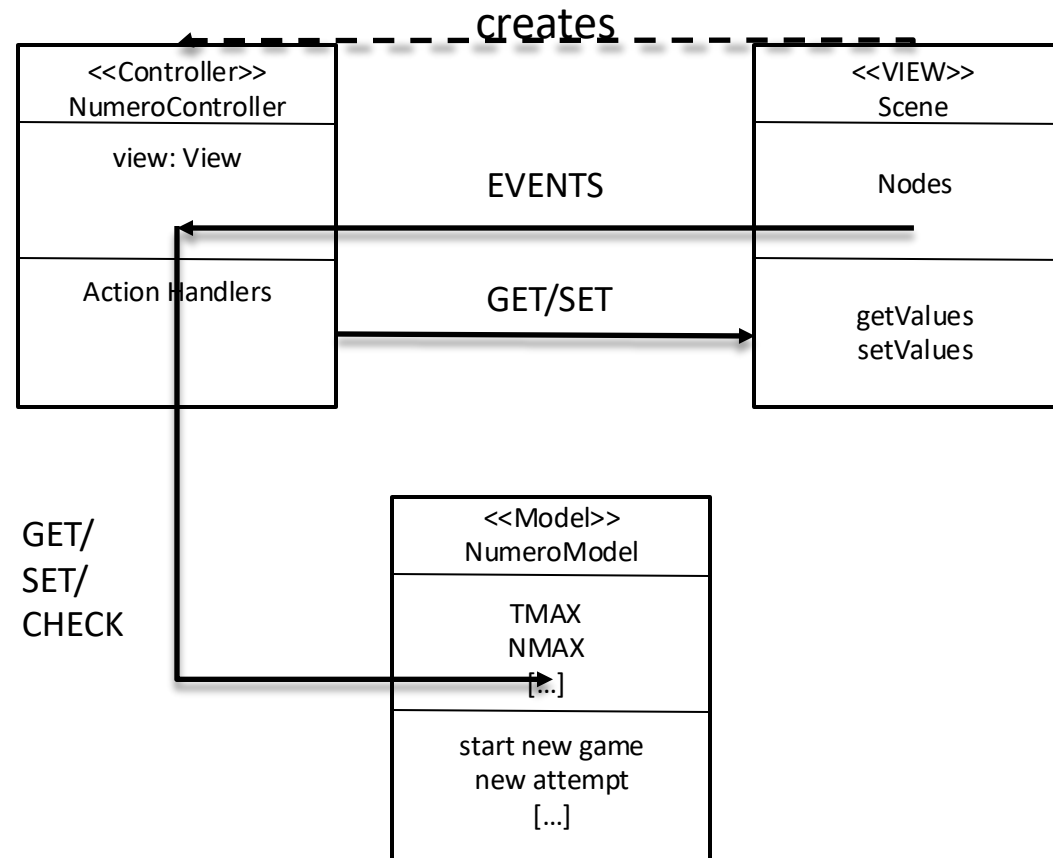 creates
<<Controller>>
NumeroController
view: View
Action Handlers
EVENTS
GET/SET
<<VIEW>>
Scene
Nodes
getValues
setValues
GET/
SET/
CHECK
<<Model>>
NumeroModel
TMAX
NMAX
[...]
start new game
new attempt
[...]